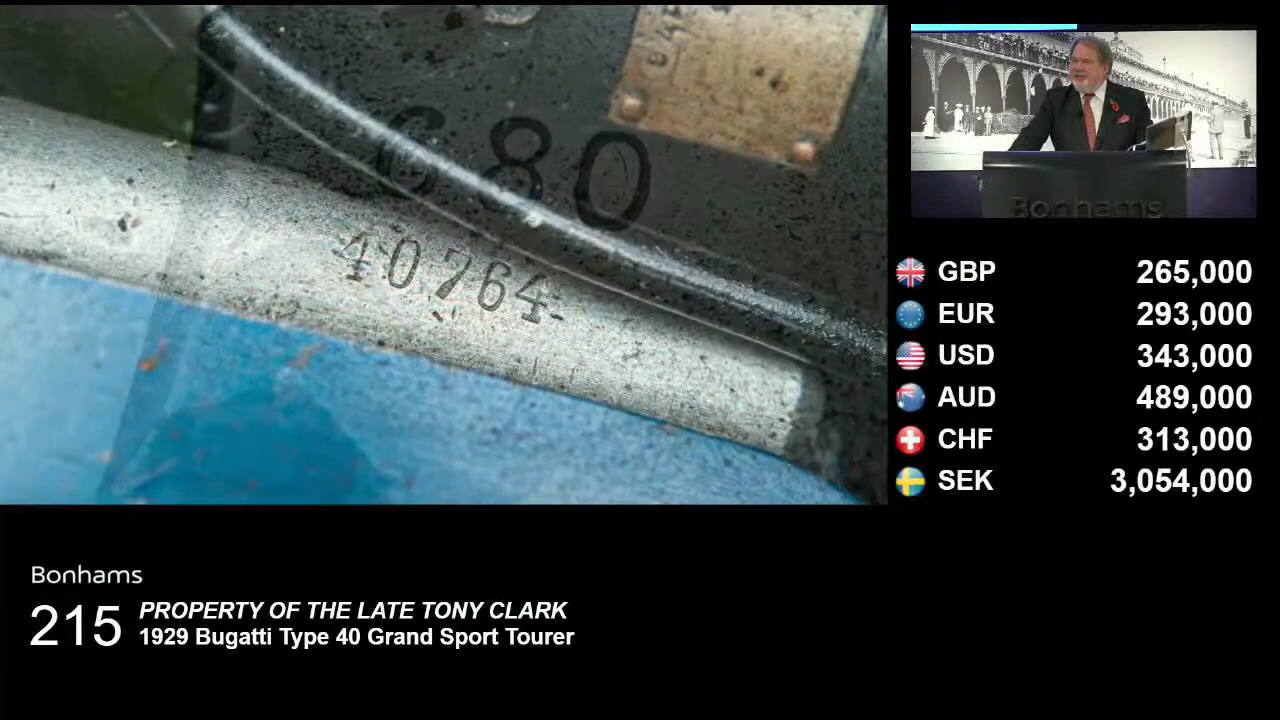 680
40764
Bonhams
GBP 265,000
EUR 293,000
USD 343,000
AUD 489,000
CHF 313,000
SEK 3,054,000
Bonhams
215
PROPERTY OF THE LATE TONY CLARK
1929 Bugatti Type 40 Grand Sport Tourer